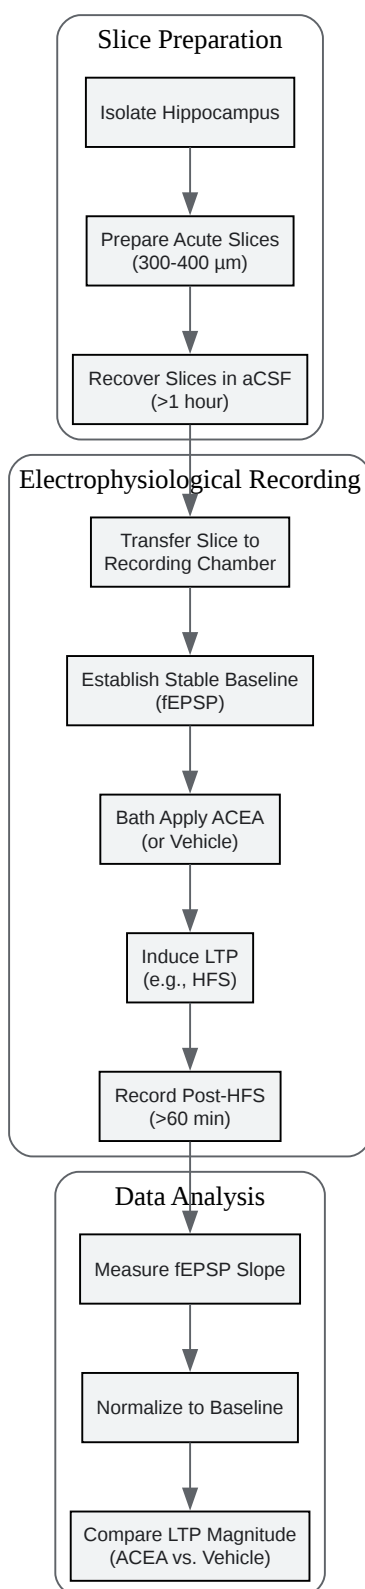 Slice Preparation
Isolate Hippocampus
Prepare Acute Slices
(300-400 µm)
Recover Slices in aCSF
(>1 hour)
Electrophysiological Recording
Transfer Slice to
Recording Chamber
Establish Stable Baseline
(fEPSP)
Bath Apply ACEA
(or Vehicle)
Induce LTP
(e.g., HFS)
Record Post-HFS
(>60 min)
Data Analysis
Measure fEPSP Slope
Normalize to Baseline
Compare LTP Magnitude
(ACEA vs. Vehicle)